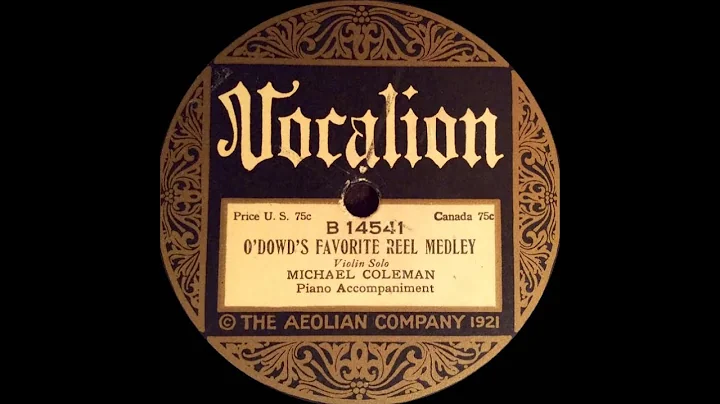 Vocalion
Price U. S. 75c Canada 75c
B 14541
O'DOWD'S FAVORITE REEL MEDLEY
Violin Solo
MICHAEL COLEMAN
Piano Accompaniment
© THE AEOLIAN COMPANY 1921